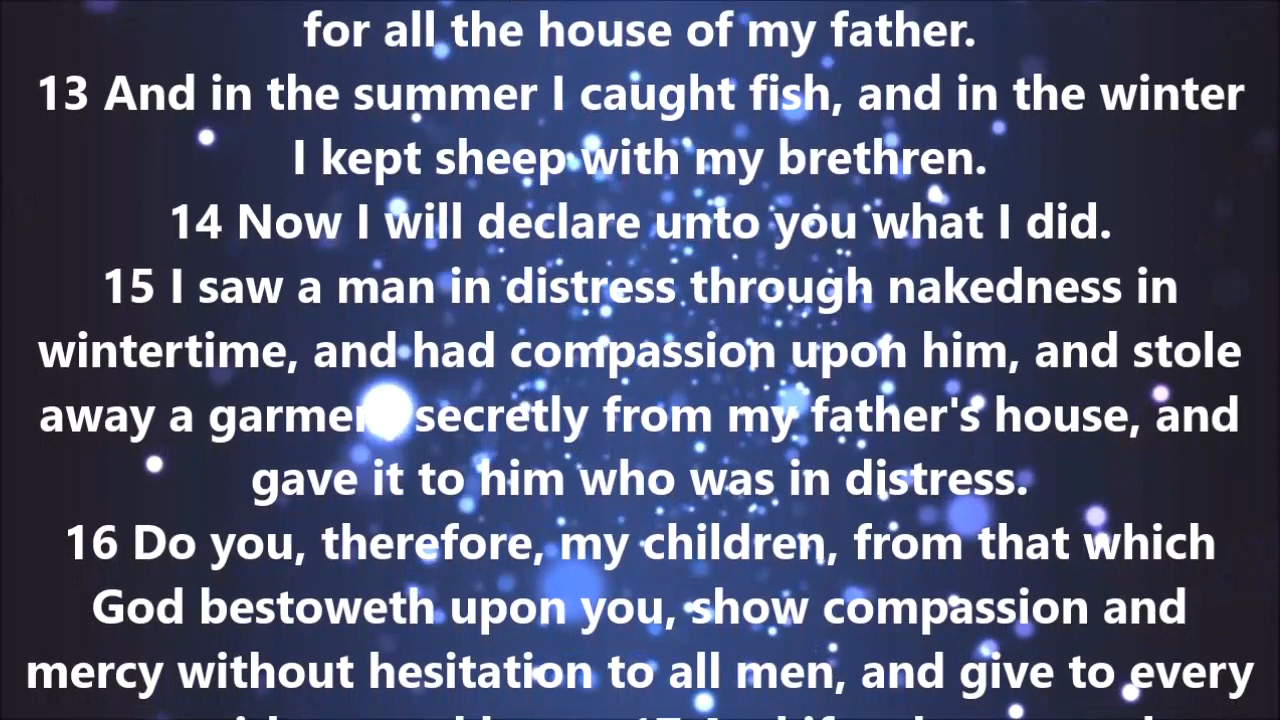 for all the house of my father.
13 And in the summer I caught fish, and in the winter
I kept sheep with my brethren.
14 Now I will declare unto you what I did.
15 I saw a man in distress through nakedness in
wintertime, and had compassion upon him, and stole
away a garment secretly from my father's house, and
gave it to him who was in distress.
16 Do you, therefore, my children, from that which
God bestoweth upon you, show compassion and
mercy without hesitation to all men, and give to every